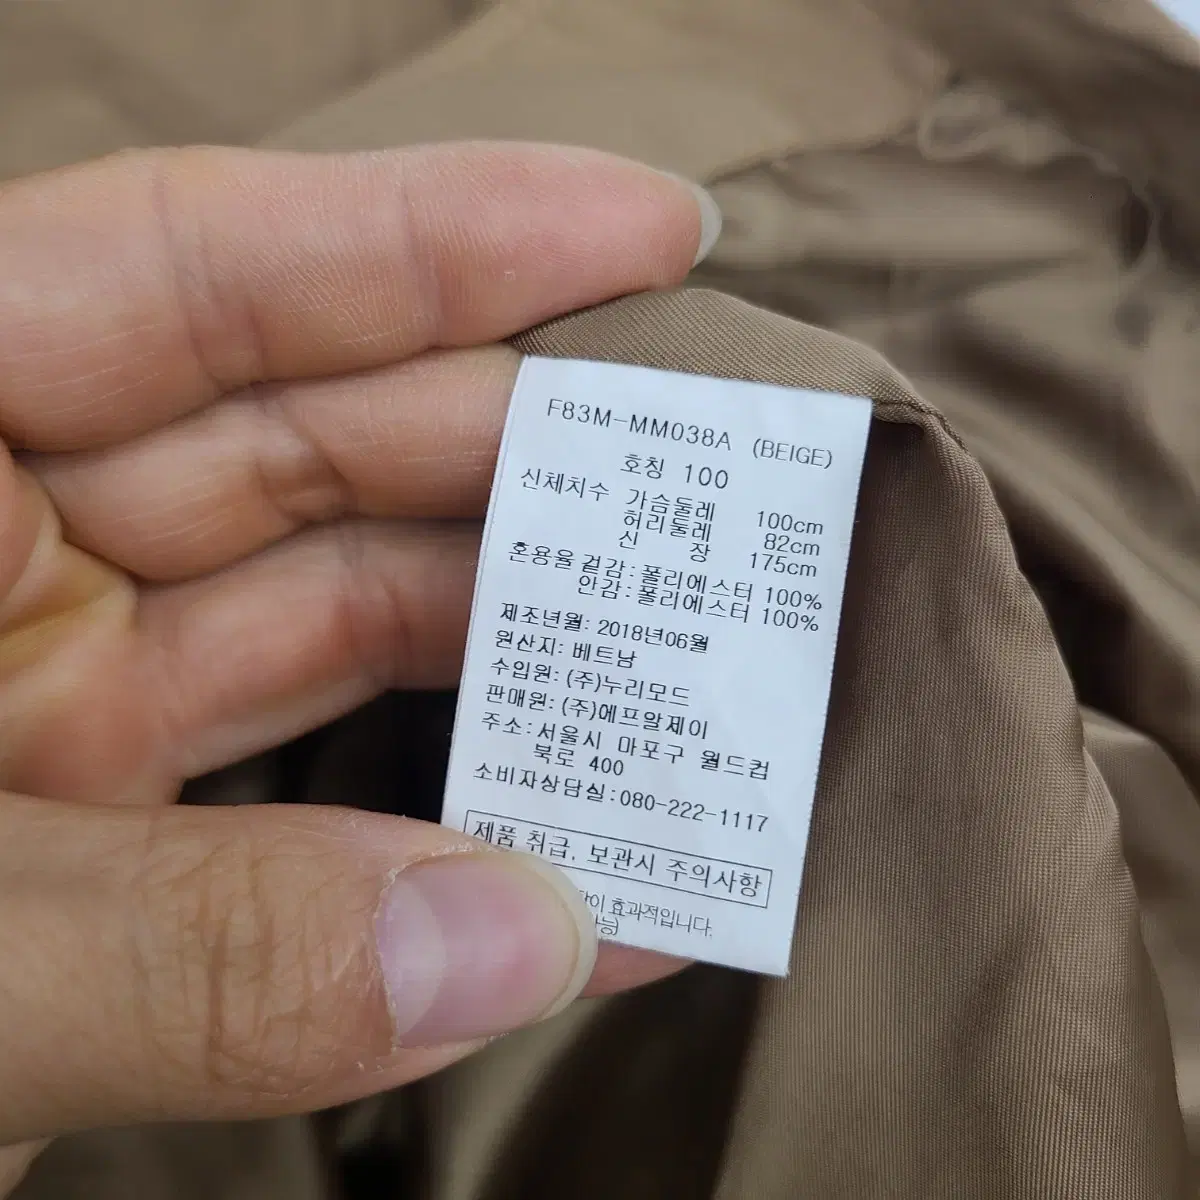 F83M-MM038A (BEIGE)
호칭 100
신체치수 가슴둘레 100cm
허리둘레 82cm
신 장 175cm
혼용율 겉감:폴리에스터 100%
안감:폴리에스터 100%
제조년월: 2018년06월
원산지: 베트남
수입원: (주)누리모드
판매원: (주)에프알제이
주소:서울시 마포구 월드컵
북로 400
소비자상담실:080-222-1117
제품 취급, 보관시 주의사항
효과적입니다.